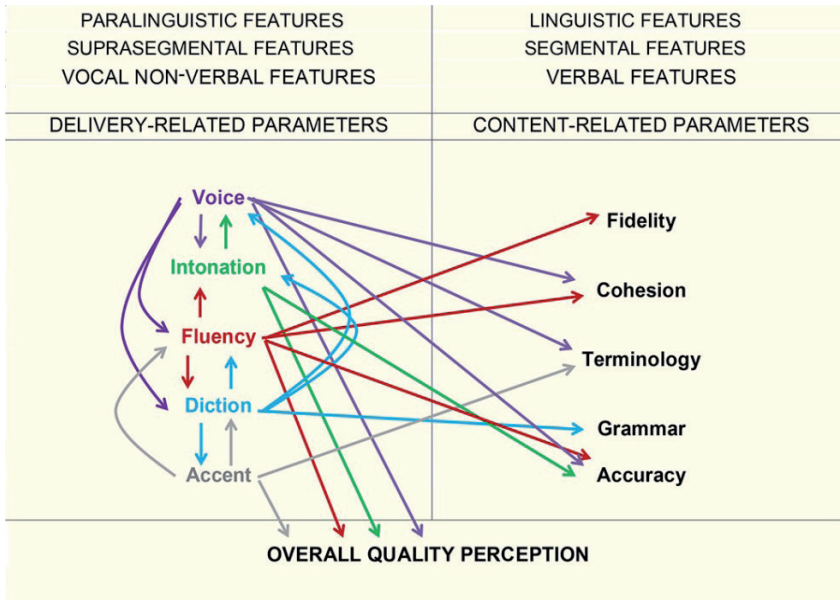 PARALINGUISTIC FEATURES
SUPRASEGMENTAL FEATURES
VOCAL NON-VERBAL FEATURES
LINGUISTIC FEATURES
SEGMENTAL FEATURES
VERBAL FEATURES
DELIVERY-RELATED PARAMETERS
CONTENT-RELATED PARAMETERS
Voice
Intonation
Fluency
Diction
Accent
Fidelity
Cohesion
Terminology
Grammar
Accuracy
OVERALL QUALITY PERCEPTION